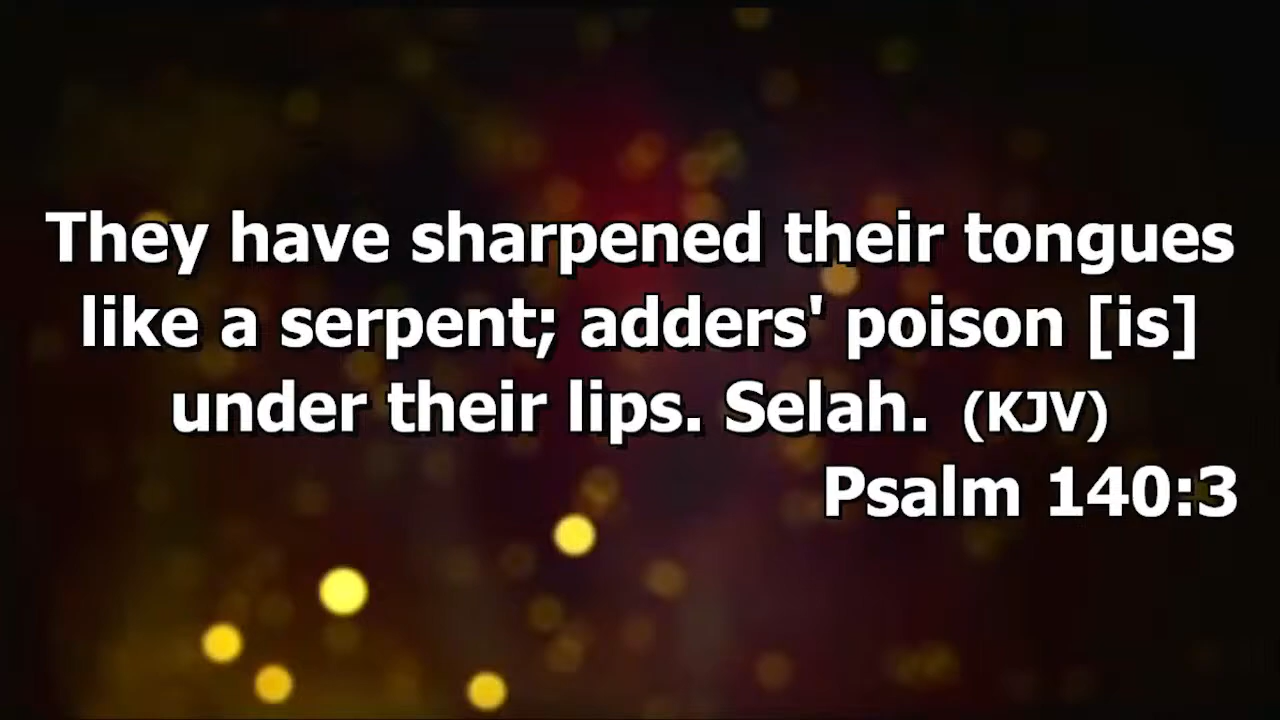 They have sharpened their tongues
like a serpent; adders' poison [is]
under their lips. Selah. (KJV)
Psalm 140:3